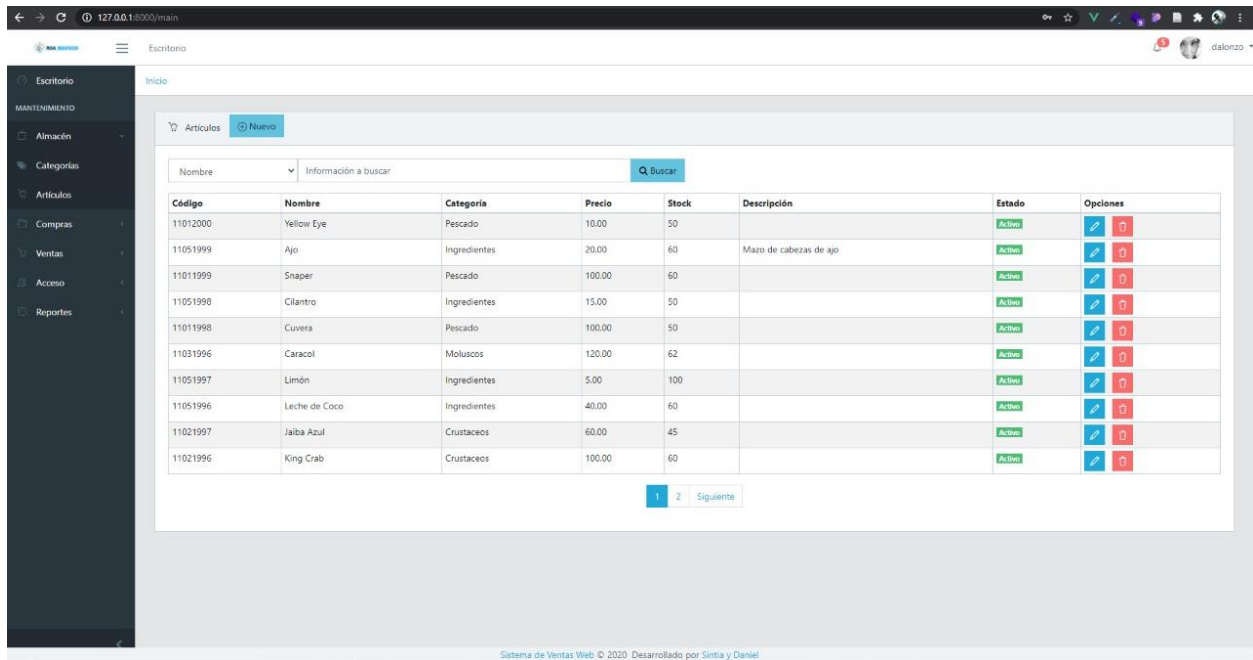 127.0.0.1:8000/main
Escritorio
5
dalonzo
Escritorio
Inicio
MANTENIMIENTO
Almacén
Categorías
Artículos
Compras
Ventas
Acceso
Reportes
Artículos Nuevo
Nombre Información a buscar Buscar
Código Nombre Categoría Precio Stock Descripción Estado Opciones
11012000 Yellow Eye Pescado 10.00 50 Activo
11051999 Ajo Ingredientes 20.00 60 Mazo de cabezas de ajo Activo
11011999 Snaper Pescado 100.00 60 Activo
11051998 Cilantro Ingredientes 15.00 50 Activo
11011998 Cuvera Pescado 100.00 50 Activo
11031996 Caracol Moluscos 120.00 62 Activo
11051997 Limón Ingredientes 5.00 100 Activo
11051996 Leche de Coco Ingredientes 40.00 60 Activo
11021997 Jaiba Azul Crustaceos 60.00 45 Activo
11021996 King Crab Crustaceos 100.00 60 Activo
1 2 Siguiente
Sistema de Ventas Web © 2020 Desarrollado por Sintia y Daniel